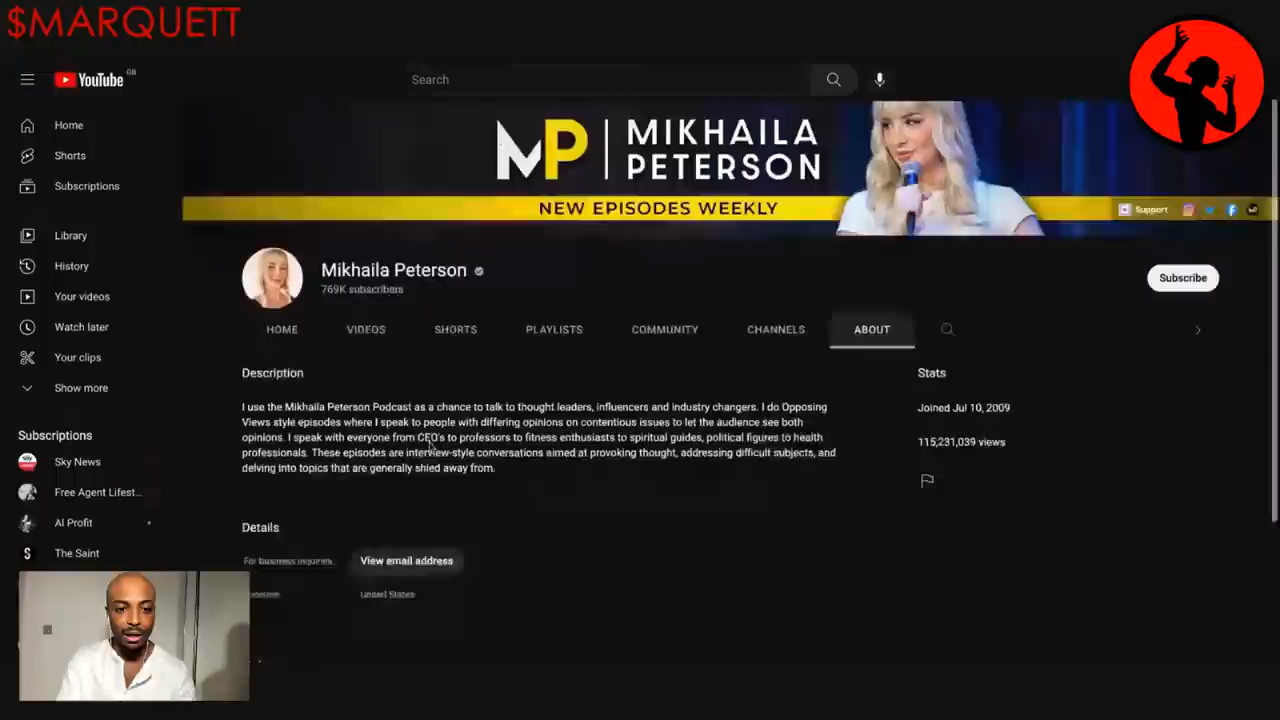 $MARQUETT
YouTube GB
Search
MP | MIKHAILA
PETERSON
NEW EPISODES WEEKLY
Support
Home
Shorts
Subscriptions
Library
History
Your videos
Watch later
Your clips
Show more
Subscriptions
Sky News
Free Agent Lifest...
AI Profit
The Saint
Mikhaila Peterson
769K subscribers
Subscribe
HOME VIDEOS SHORTS PLAYLISTS COMMUNITY CHANNELS ABOUT
Description
I use the Mikhaila Peterson Podcast as a chance to talk to thought leaders, influencers and industry changers. I do Opposing
Views style episodes where I speak to people with differing opinions on contentious issues to let the audience see both
opinions. I speak with everyone from CEO's to professors to fitness enthusiasts to spiritual guides, political figures to health
professionals. These episodes are interview-style conversations aimed at provoking thought, addressing difficult subjects, and
delving into topics that are generally shied away from.
Details
For business inquiries: View email address
United States
Stats
Joined Jul 10, 2009
115,231,039 views